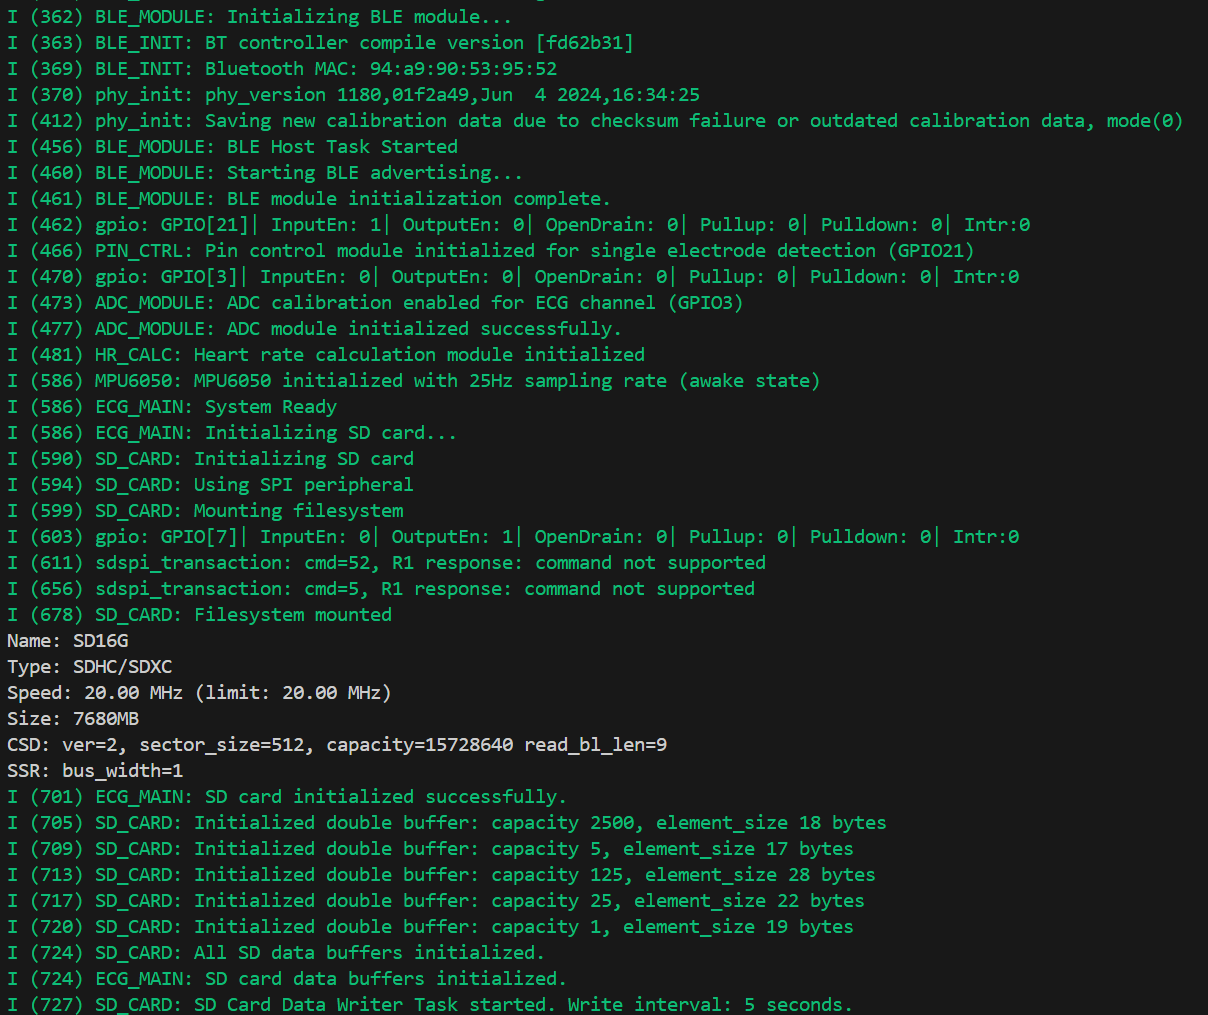 I (362) BLE_MODULE: Initializing BLE module...
I (363) BLE_INIT: BT controller compile version [fd62b31]
I (369) BLE_INIT: Bluetooth MAC: 94:a9:90:53:95:52
I (370) phy_init: phy_version 1180,01f2a49,Jun  4 2024,16:34:25
I (412) phy_init: Saving new calibration data due to checksum failure or outdated calibration data, mode(0)
I (456) BLE_MODULE: BLE Host Task Started
I (460) BLE_MODULE: Starting BLE advertising...
I (461) BLE_MODULE: BLE module initialization complete.
I (462) gpio: GPIO[21]| InputEn: 1| OutputEn: 0| OpenDrain: 0| Pullup: 0| Pulldown: 0| Intr:0
I (466) PIN_CTRL: Pin control module initialized for single electrode detection (GPIO21)
I (470) gpio: GPIO[3]| InputEn: 0| OutputEn: 0| OpenDrain: 0| Pullup: 0| Pulldown: 0| Intr:0
I (473) ADC_MODULE: ADC calibration enabled for ECG channel (GPIO3)
I (477) ADC_MODULE: ADC module initialized successfully.
I (481) HR_CALC: Heart rate calculation module initialized
I (586) MPU6050: MPU6050 initialized with 25Hz sampling rate (awake state)
I (586) ECG_MAIN: System Ready
I (586) ECG_MAIN: Initializing SD card...
I (590) SD_CARD: Initializing SD card
I (594) SD_CARD: Using SPI peripheral
I (599) SD_CARD: Mounting filesystem
I (603) gpio: GPIO[7]| InputEn: 0| OutputEn: 1| OpenDrain: 0| Pullup: 0| Pulldown: 0| Intr:0
I (611) sdspi_transaction: cmd=52, R1 response: command not supported
I (656) sdspi_transaction: cmd=5, R1 response: command not supported
I (678) SD_CARD: Filesystem mounted
Name: SD16G
Type: SDHC/SDXC
Speed: 20.00 MHz (limit: 20.00 MHz)
Size: 7680MB
CSD: ver=2, sector_size=512, capacity=15728640 read_bl_len=9
SSR: bus_width=1
I (701) ECG_MAIN: SD card initialized successfully.
I (705) SD_CARD: Initialized double buffer: capacity 2500, element_size 18 bytes
I (709) SD_CARD: Initialized double buffer: capacity 5, element_size 17 bytes
I (713) SD_CARD: Initialized double buffer: capacity 125, element_size 28 bytes
I (717) SD_CARD: Initialized double buffer: capacity 25, element_size 22 bytes
I (720) SD_CARD: Initialized double buffer: capacity 1, element_size 19 bytes
I (724) SD_CARD: All SD data buffers initialized.
I (724) ECG_MAIN: SD card data buffers initialized.
I (727) SD_CARD: SD Card Data Writer Task started. Write interval: 5 seconds.